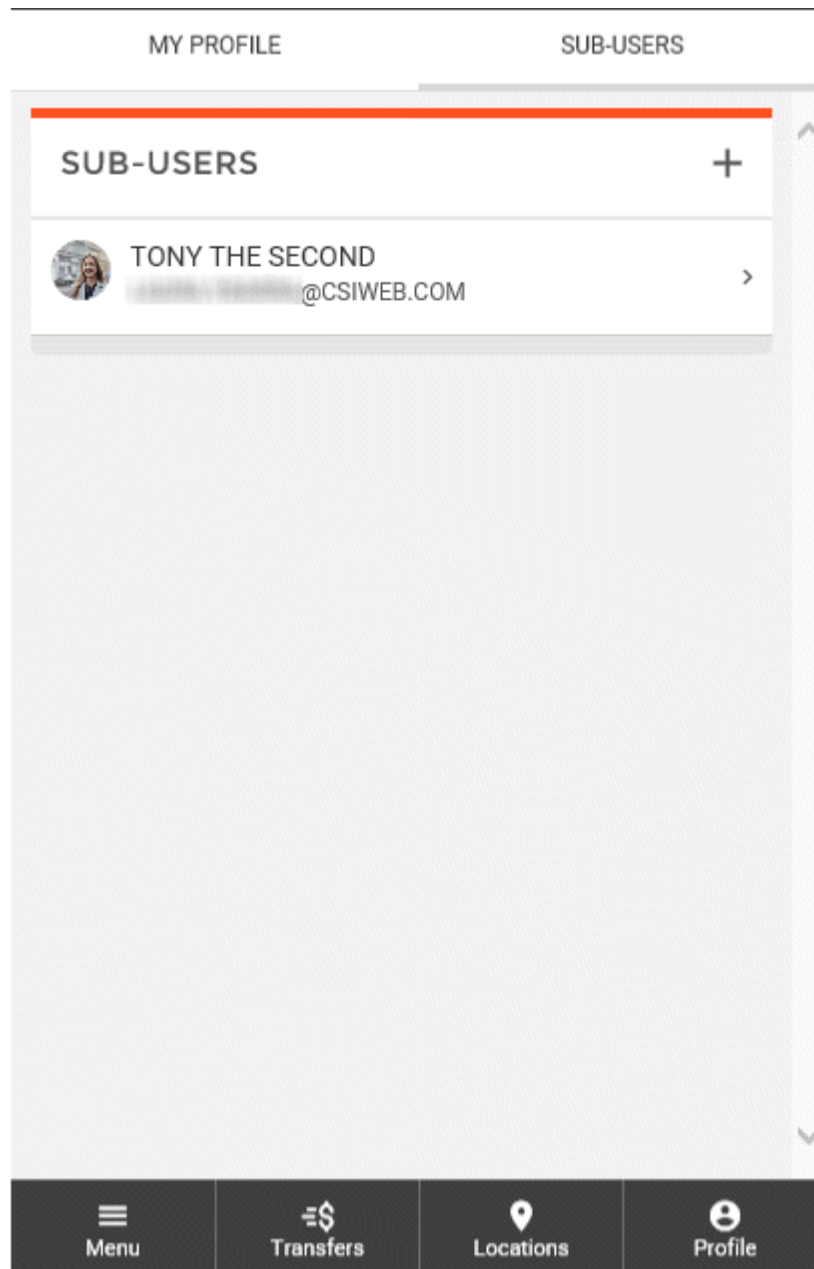 MY PROFILE
SUB-USERS
SUB-USERS
TONY THE SECOND
@CSIWEB.COM
Menu
Transfers
Locations
Profile